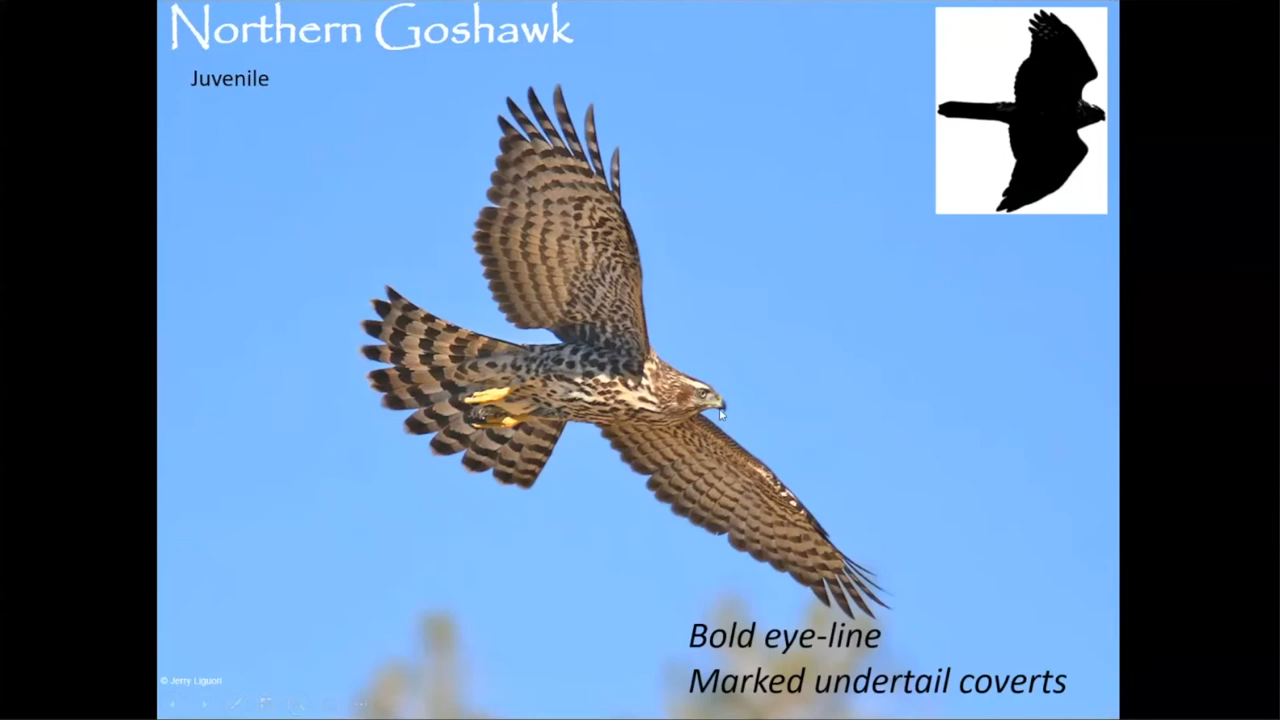 Northern Goshawk
Juvenile
Bold eye-line
Marked undertail coverts
© Jerry Liguori